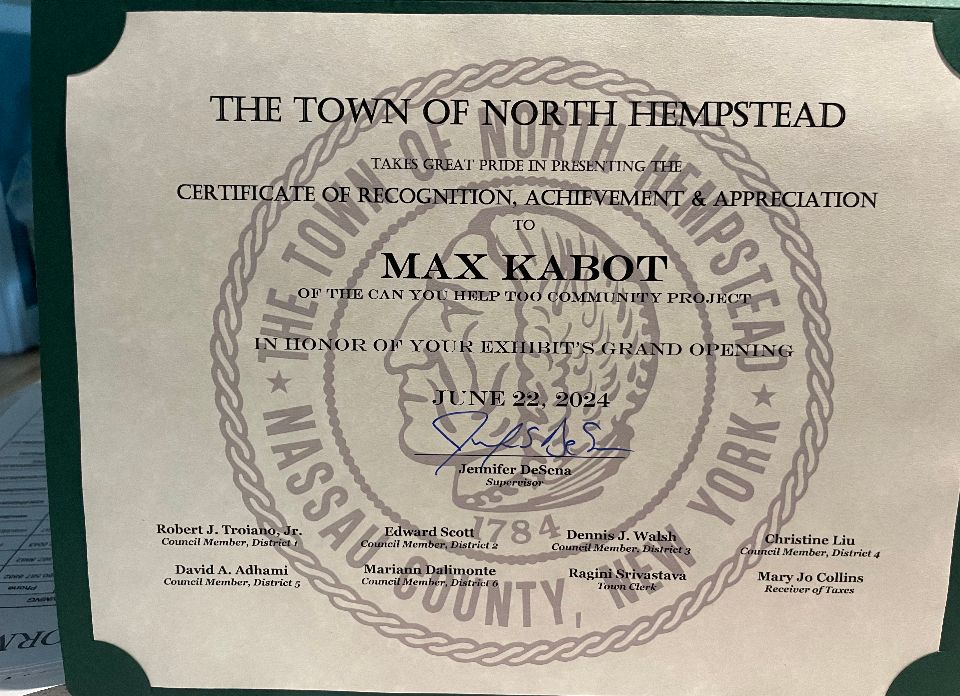 THE TOWN OF NORTH HEMPSTEAD
TAKES GREAT PRIDE IN PRESENTING THE
CERTIFICATE OF RECOGNITION, ACHIEVEMENT & APPRECIATION
TO
MAX KABOT
OF THE CAN YOU HELP TOO COMMUNITY PROJECT
IN HONOR OF YOUR EXHIBIT'S GRAND OPENING
JUNE 22, 2024
Jennifer DeSena
Supervisor
Robert J. Troiano, Jr.
Council Member, District 1
Edward Scott
Council Member, District 2
Dennis J. Walsh
Council Member, District 3
Christine Liu
Council Member, District 4
David A. Adhami
Council Member, District 5
Mariann Dalimonte
Council Member, District 6
Ragini Srivastava
Town Clerk
Mary Jo Collins
Receiver of Taxes
THE TOWN OF NORTH HEMPSTEAD
NASSAU COUNTY, NEW YORK
1784